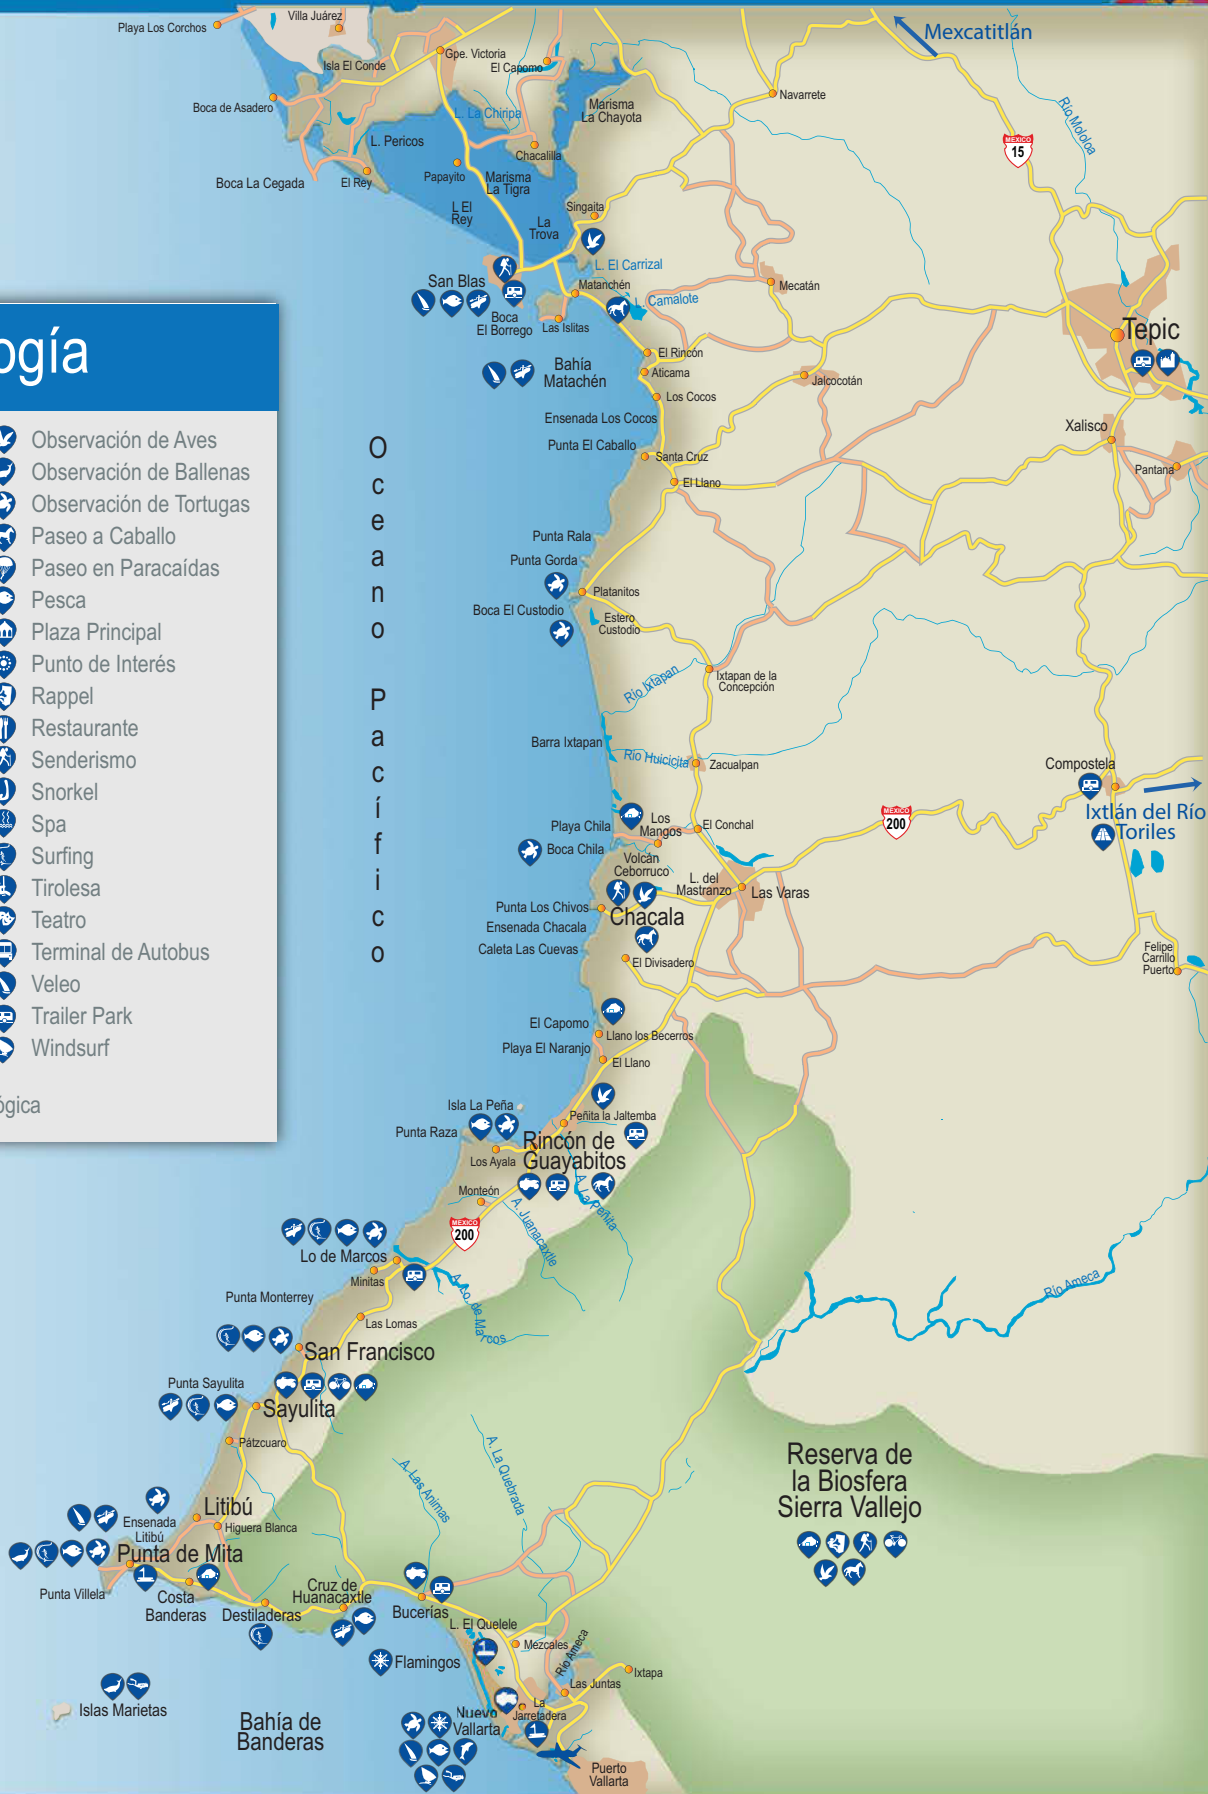 Villa Juárez
Playa Los Corchos
Mexcatitlán
Gpe. Victoria
Isla El Conde
El Capomo
Navarrete
Boca de Asadero
Marisma
La Chayota
L. La Chiripa
Río Mololoa
L. Pericos
MEXICO
15
Chacalilla
Boca La Cegada
El Rey
Papayito
Marisma
La Tigra
L El
Rey
La
Trova
Singaita
L. El Carrizal
San Blas
Matanchén
Mecatán
L. Camalote
Boca
El Borrego
Las Islitas
Tepic
El Rincón
Bahía
Matachén
Aticama
Jalcocotán
Los Cocos
Ensenada Los Cocos
Xalisco
Punta El Caballo
Santa Cruz
Pantana
El Llano
ogía
Observación de Aves
Observación de Ballenas
Observación de Tortugas
Paseo a Caballo
Paseo en Paracaídas
Pesca
Plaza Principal
Punto de Interés
Rappel
Restaurante
Senderismo
Snorkel
Spa
Surfing
Tirolesa
Teatro
Terminal de Autobus
Veleo
Trailer Park
Windsurf
ógica
Oceano Pacífico
Punta Rala
Punta Gorda
Platanitos
Boca El Custodio
Estero
Custodio
Río Ixtapan
Ixtapan de la
Concepción
Barra Ixtapan
Río Huicicita
Zacualpan
Compostela
Ixtlán del Río
Toriles
MEXICO
200
Playa Chila
Los
Mangos
El Conchal
Boca Chila
Volcán
Ceborruco
L. del
Mastranzo
Las Varas
Punta Los Chivos
Chacala
Ensenada Chacala
Caleta Las Cuevas
El Divisadero
Felipe
Carrillo
Puerto
El Capomo
Llano los Becerros
Playa El Naranjo
El Llano
Isla La Peña
Peñita la Jaltemba
Punta Raza
Rincón de
Guayabitos
Los Ayala
Monteón
A. La Peñita
A. Juanacaxtle
MEXICO
200
Lo de Marcos
Minitas
A. Lo. de Marcos
Río Ameca
Punta Monterrey
Las Lomas
San Francisco
Punta Sayulita
Sayulita
Pátzcuaro
A. La Quebrada
A. Las Animas
Reserva de
la Biosfera
Sierra Vallejo
Litibú
Ensenada
Litibú
Higuera Blanca
Punta de Mita
Punta Villela
Costa
Banderas
Destiladeras
Cruz de
Huanacaxtle
Bucerías
L. El Quelele
Mezcales
Río Ameca
Flamingos
Ixtapa
Las Juntas
Islas Marietas
Bahía de
Banderas
Nuevo
Vallarta
La
Jarretadera
Puerto
Vallarta